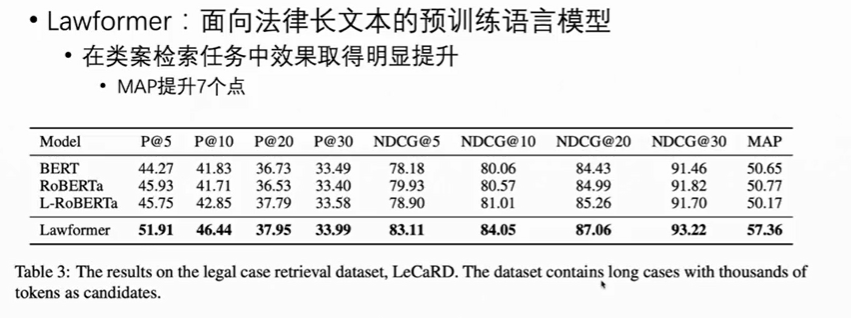 • Lawformer：面向法律长文本的预训练语言模型
• 在类案检索任务中效果取得明显提升
• MAP提升7个点
Model P@5 P@10 P@20 P@30 NDCG@5 NDCG@10 NDCG@20 NDCG@30 MAP
BERT 44.27 41.83 36.73 33.49 78.18 80.06 84.43 91.46 50.65
RoBERTa 45.93 41.71 36.53 33.40 79.93 80.57 84.99 91.82 50.77
L-RoBERTa 45.75 42.85 37.79 33.58 78.90 81.01 85.26 91.70 50.17
Lawformer 51.91 46.44 37.95 33.99 83.11 84.05 87.06 93.22 57.36
Table 3: The results on the legal case retrieval dataset, LeCaRD. The dataset contains long cases with thousands of
tokens as candidates.